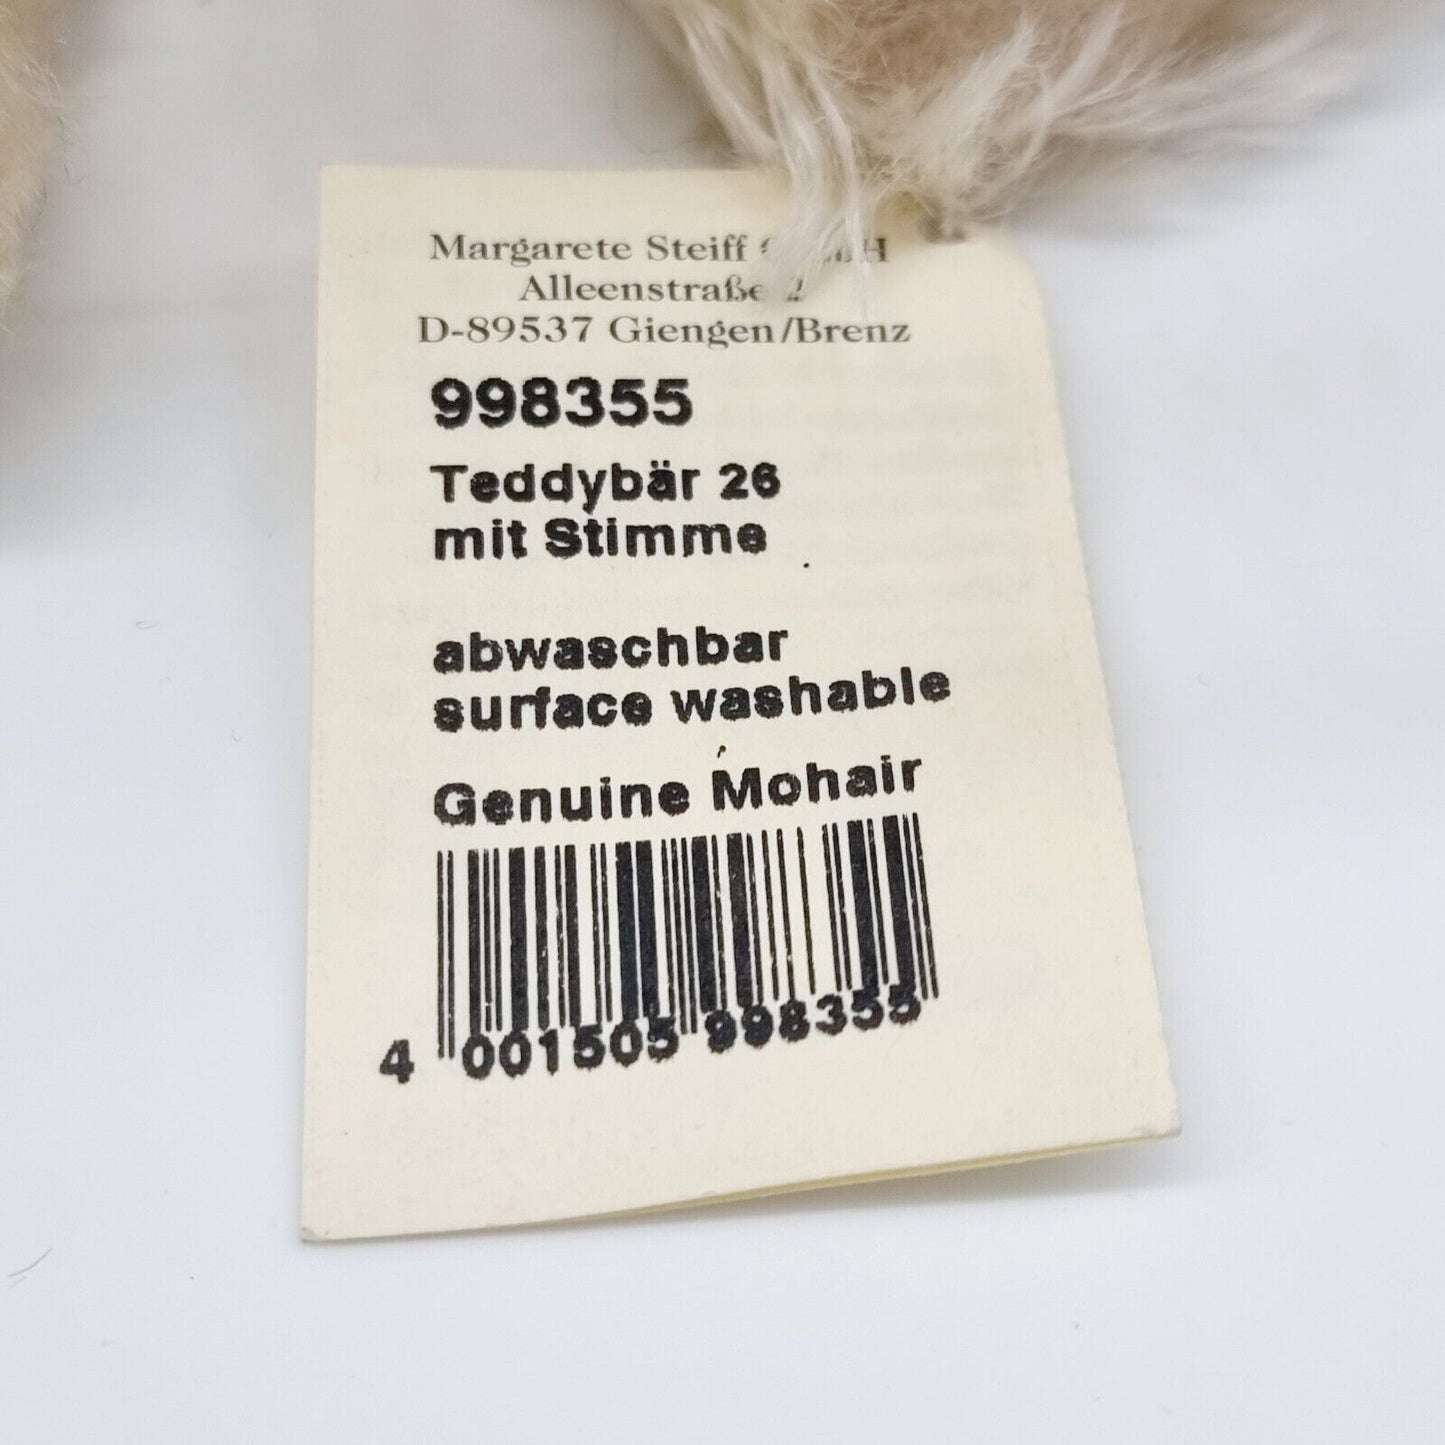 Margarete Steiff GmbH
Alleenstraße 2
D-89537 Giengen/Brenz
998355
Teddybär 26
mit Stimme
abwaschbar
surface washable
Genuine Mohair
4 001505 998355